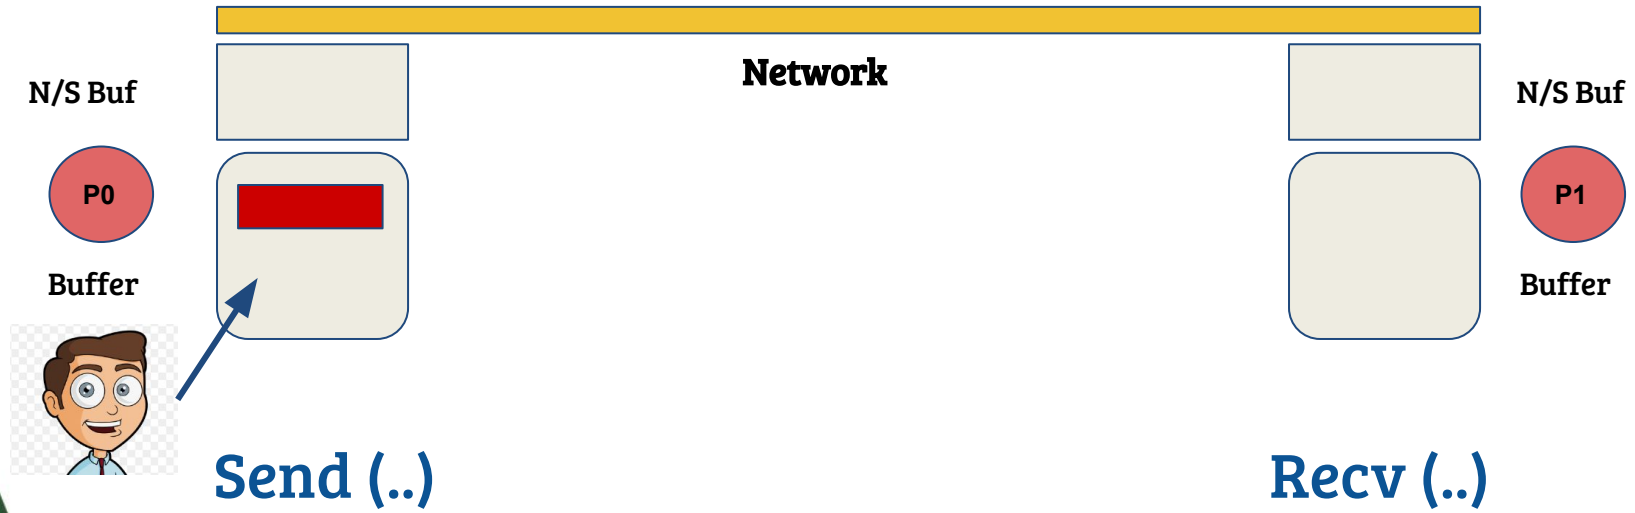 Network
N/S Buf
N/S Buf
P0
P1
Buffer
Buffer
Send (..)
Recv (..)